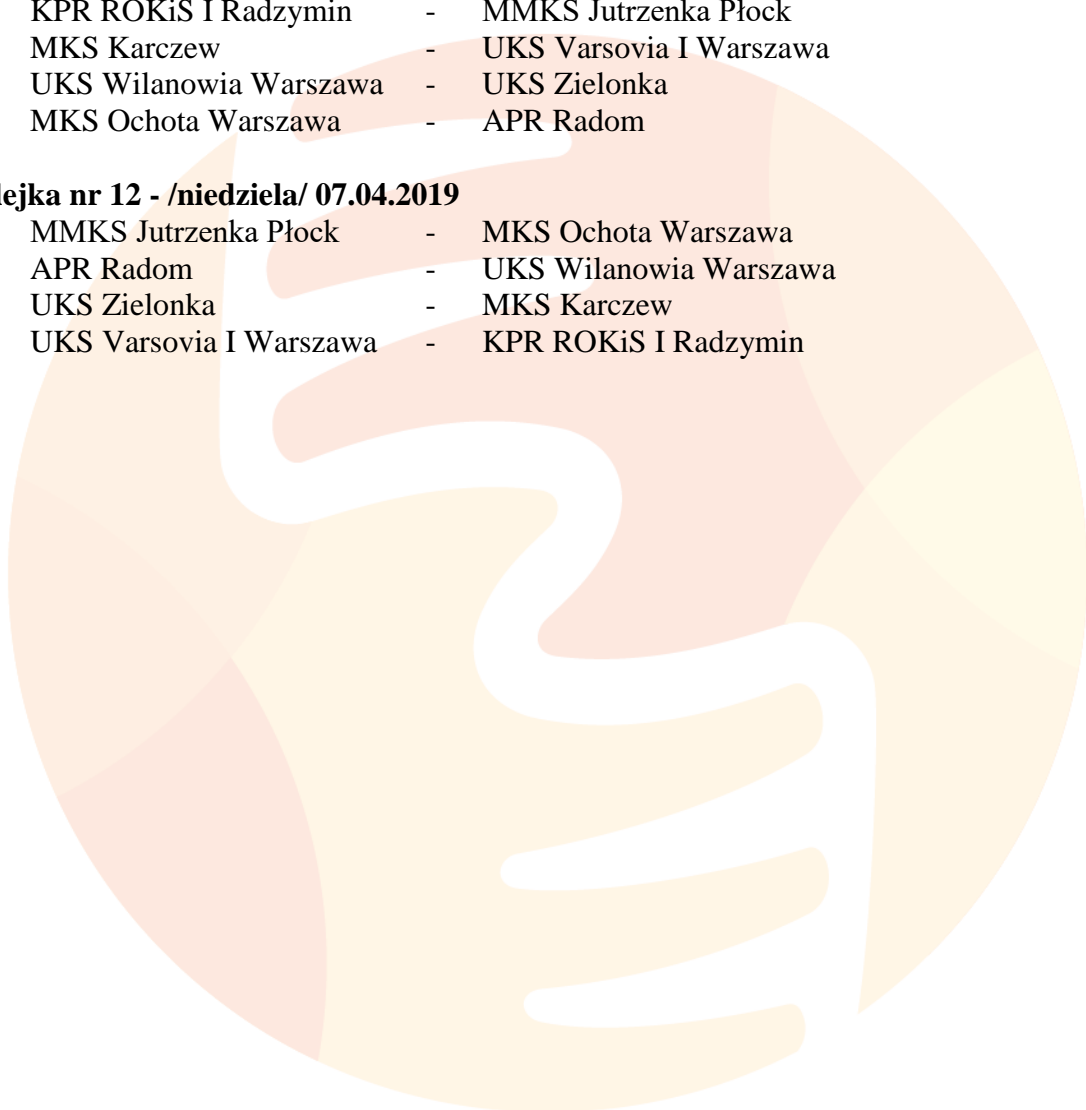 KPR ROKiS I Radzymin - MMKS Jutrzenka Płock
MKS Karczew - UKS Varsovia I Warszawa
UKS Wilanowia Warszawa - UKS Zielonka
MKS Ochota Warszawa - APR Radom
lejka nr 12 - /niedziela/ 07.04.2019
MMKS Jutrzenka Płock - MKS Ochota Warszawa
APR Radom - UKS Wilanowia Warszawa
UKS Zielonka - MKS Karczew
UKS Varsovia I Warszawa - KPR ROKiS I Radzymin